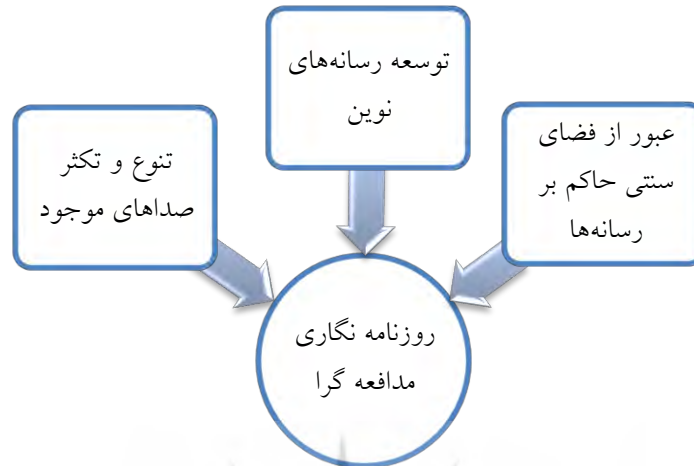 توسعه رسانه‌های
نوین
عبور از فضای
سنتی حاکم بر
رسانه‌ها
تنوع و تکثر
صداهای موجود
روزنامه نگاری
مدافعه گرا